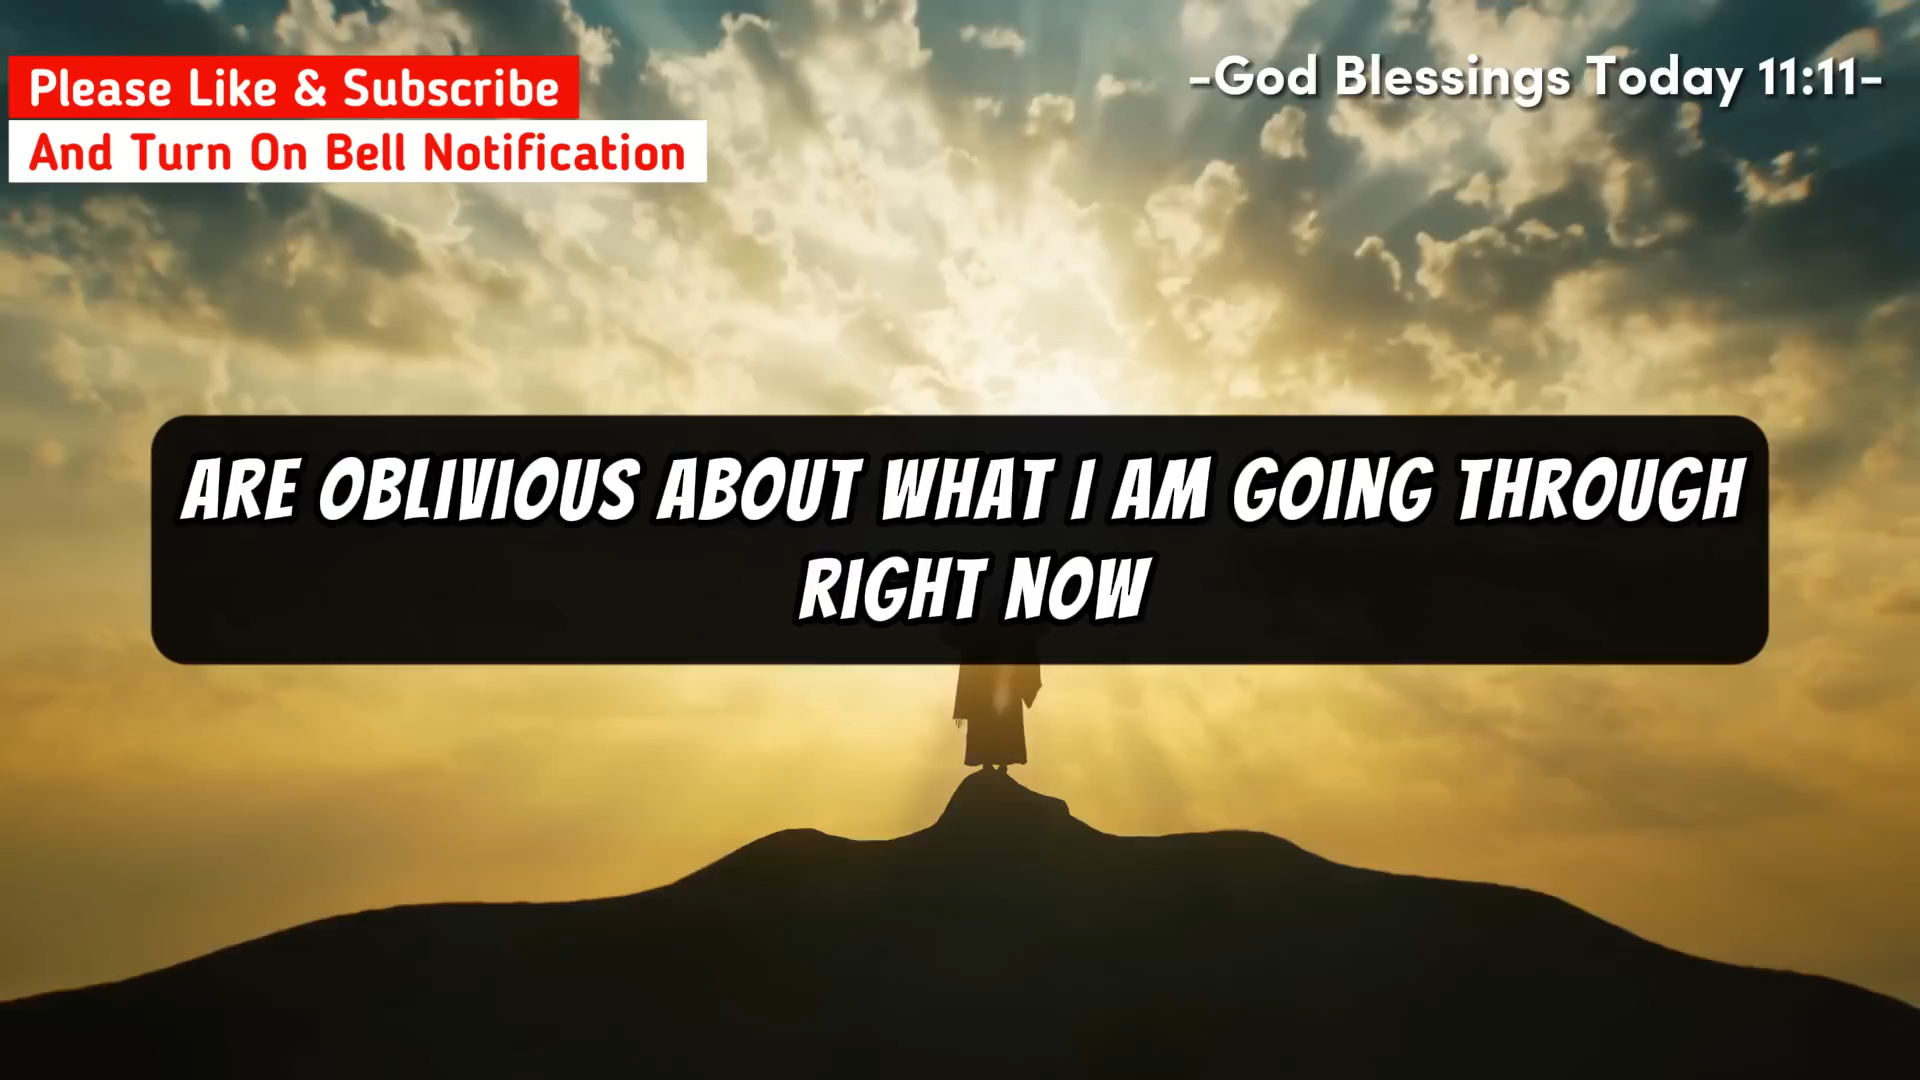 Please Like & Subscribe
And Turn On Bell Notification
-God Blessings Today 11:11-
ARE OBLIVIOUS ABOUT WHAT I AM GOING THROUGH
RIGHT NOW